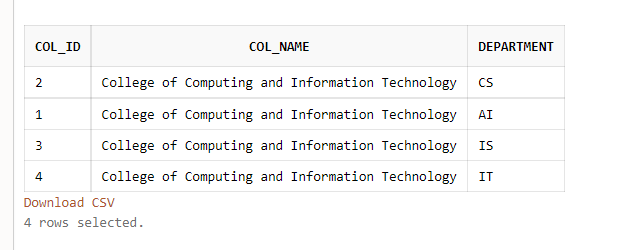 COL_ID COL_NAME DEPARTMENT
2 College of Computing and Information Technology CS
1 College of Computing and Information Technology AI
3 College of Computing and Information Technology IS
4 College of Computing and Information Technology IT
Download CSV
4 rows selected.